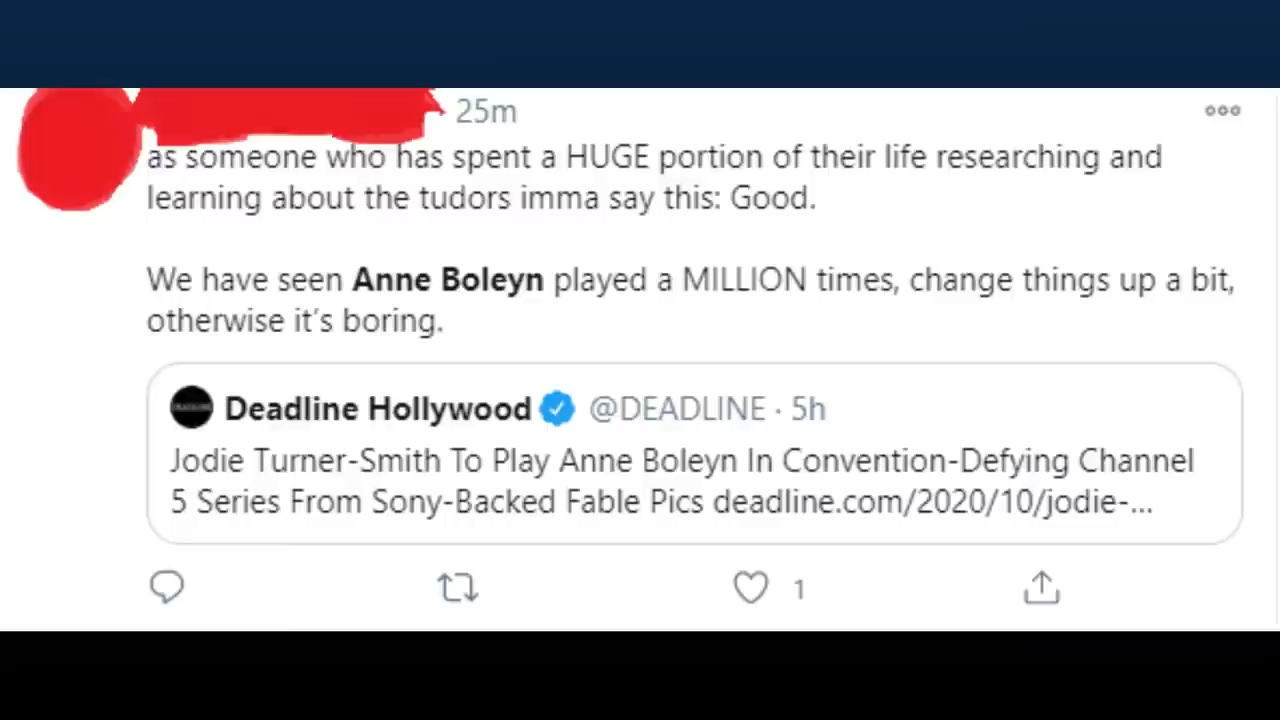 25m
as someone who has spent a HUGE portion of their life researching and
learning about the tudors imma say this: Good.
We have seen Anne Boleyn played a MILLION times, change things up a bit,
otherwise it's boring.
Deadline Hollywood @DEADLINE · 5h
Jodie Turner-Smith To Play Anne Boleyn In Convention-Defying Channel
5 Series From Sony-Backed Fable Pics deadline.com/2020/10/jodie-...
1